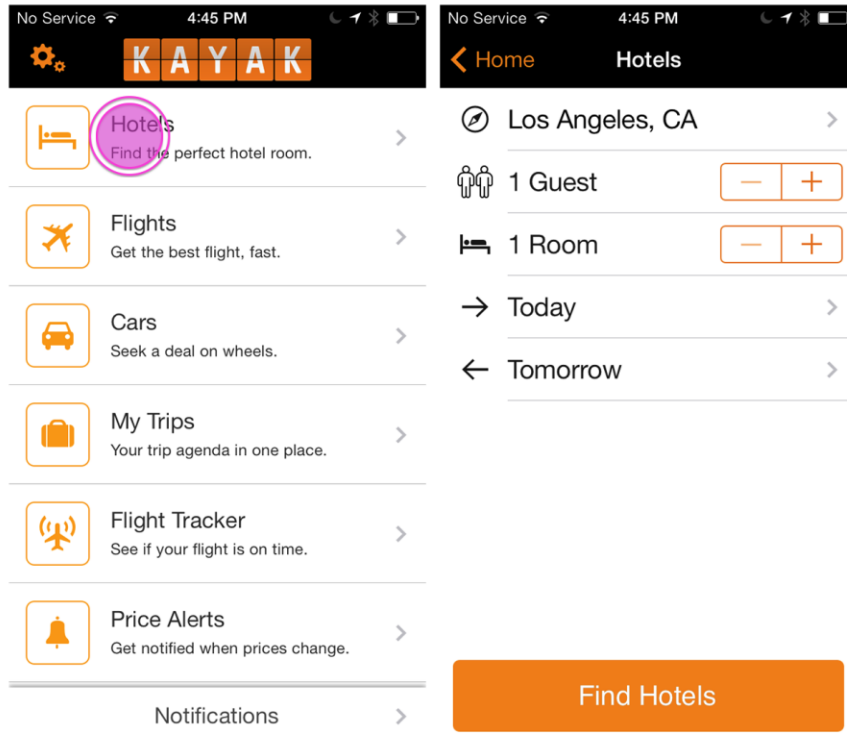 No Service 4:45 PM
KAYAK
Hotels
Find the perfect hotel room.
Flights
Get the best flight, fast.
Cars
Seek a deal on wheels.
My Trips
Your trip agenda in one place.
Flight Tracker
See if your flight is on time.
Price Alerts
Get notified when prices change.
Notifications
No Service 4:45 PM
Home Hotels
Los Angeles, CA
1 Guest
1 Room
Today
Tomorrow
Find Hotels